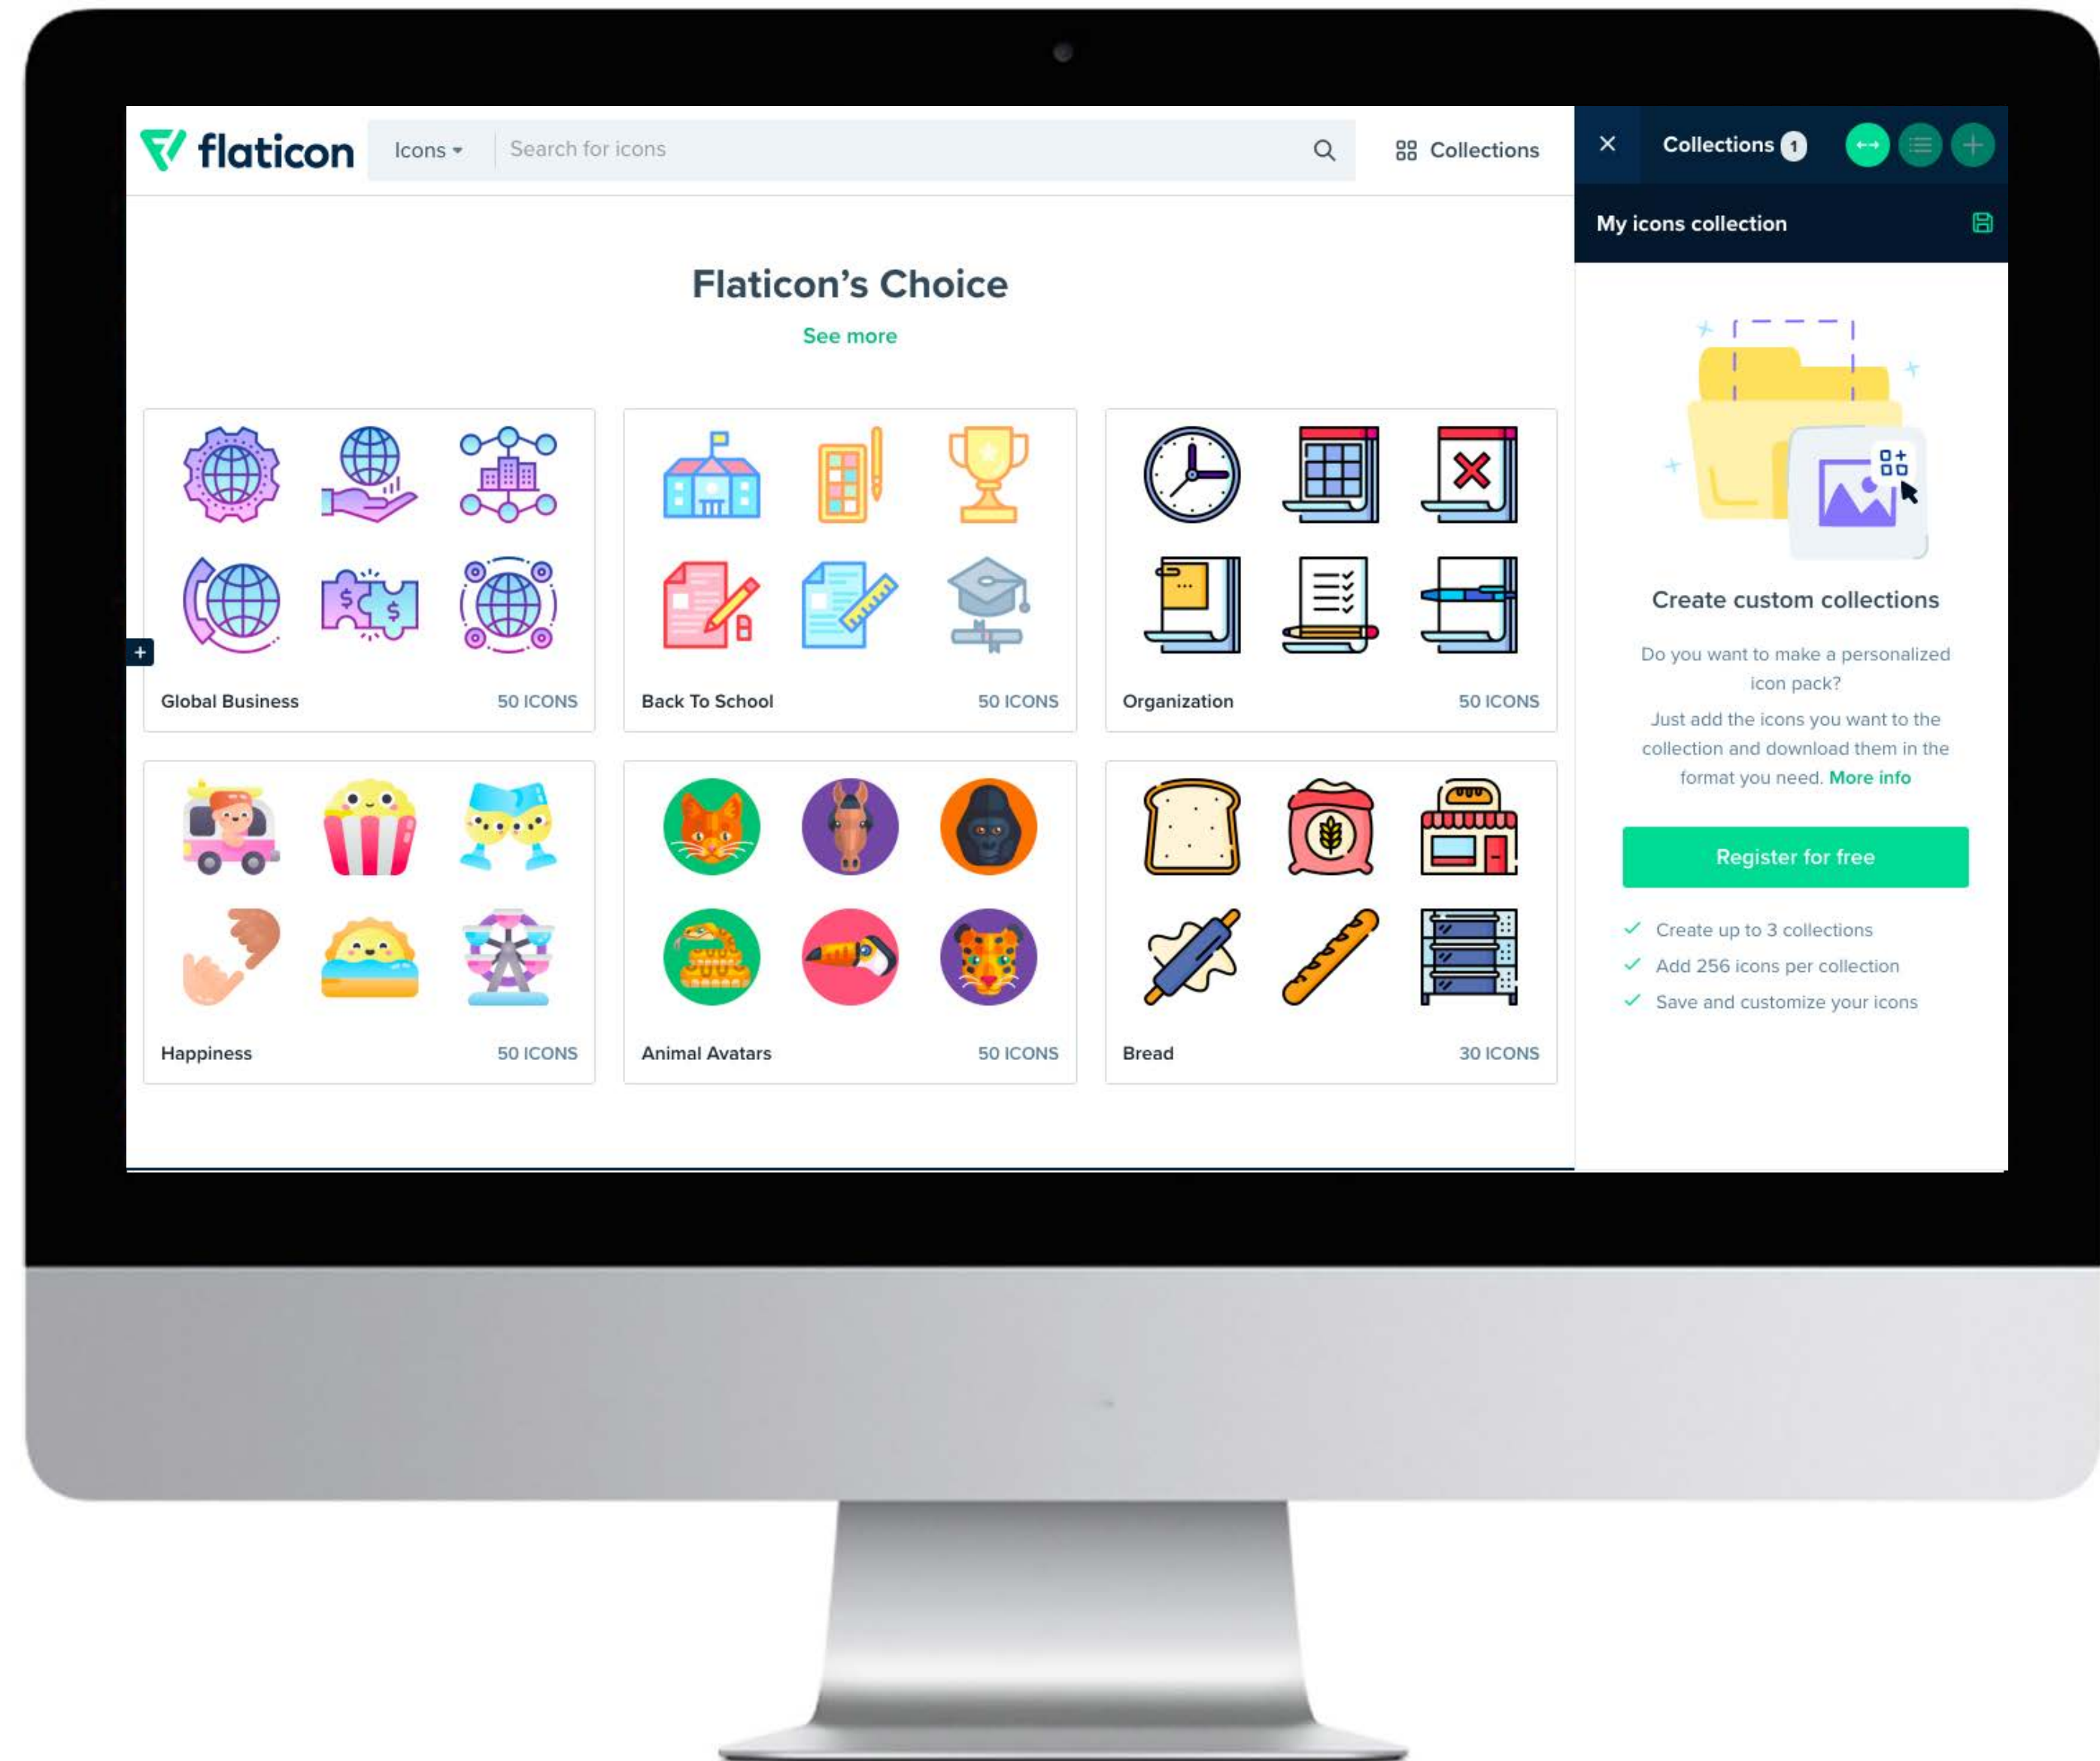 flaticon
Icons
Search for icons
Collections
Collections 1
My icons collection
Flaticon's Choice
See more
Global Business
50 ICONS
Back To School
50 ICONS
Organization
50 ICONS
Happiness
50 ICONS
Animal Avatars
50 ICONS
Bread
30 ICONS
Create custom collections
Do you want to make a personalized
icon pack?
Just add the icons you want to the
collection and download them in the
format you need. More info
Register for free
Create up to 3 collections
Add 256 icons per collection
Save and customize your icons